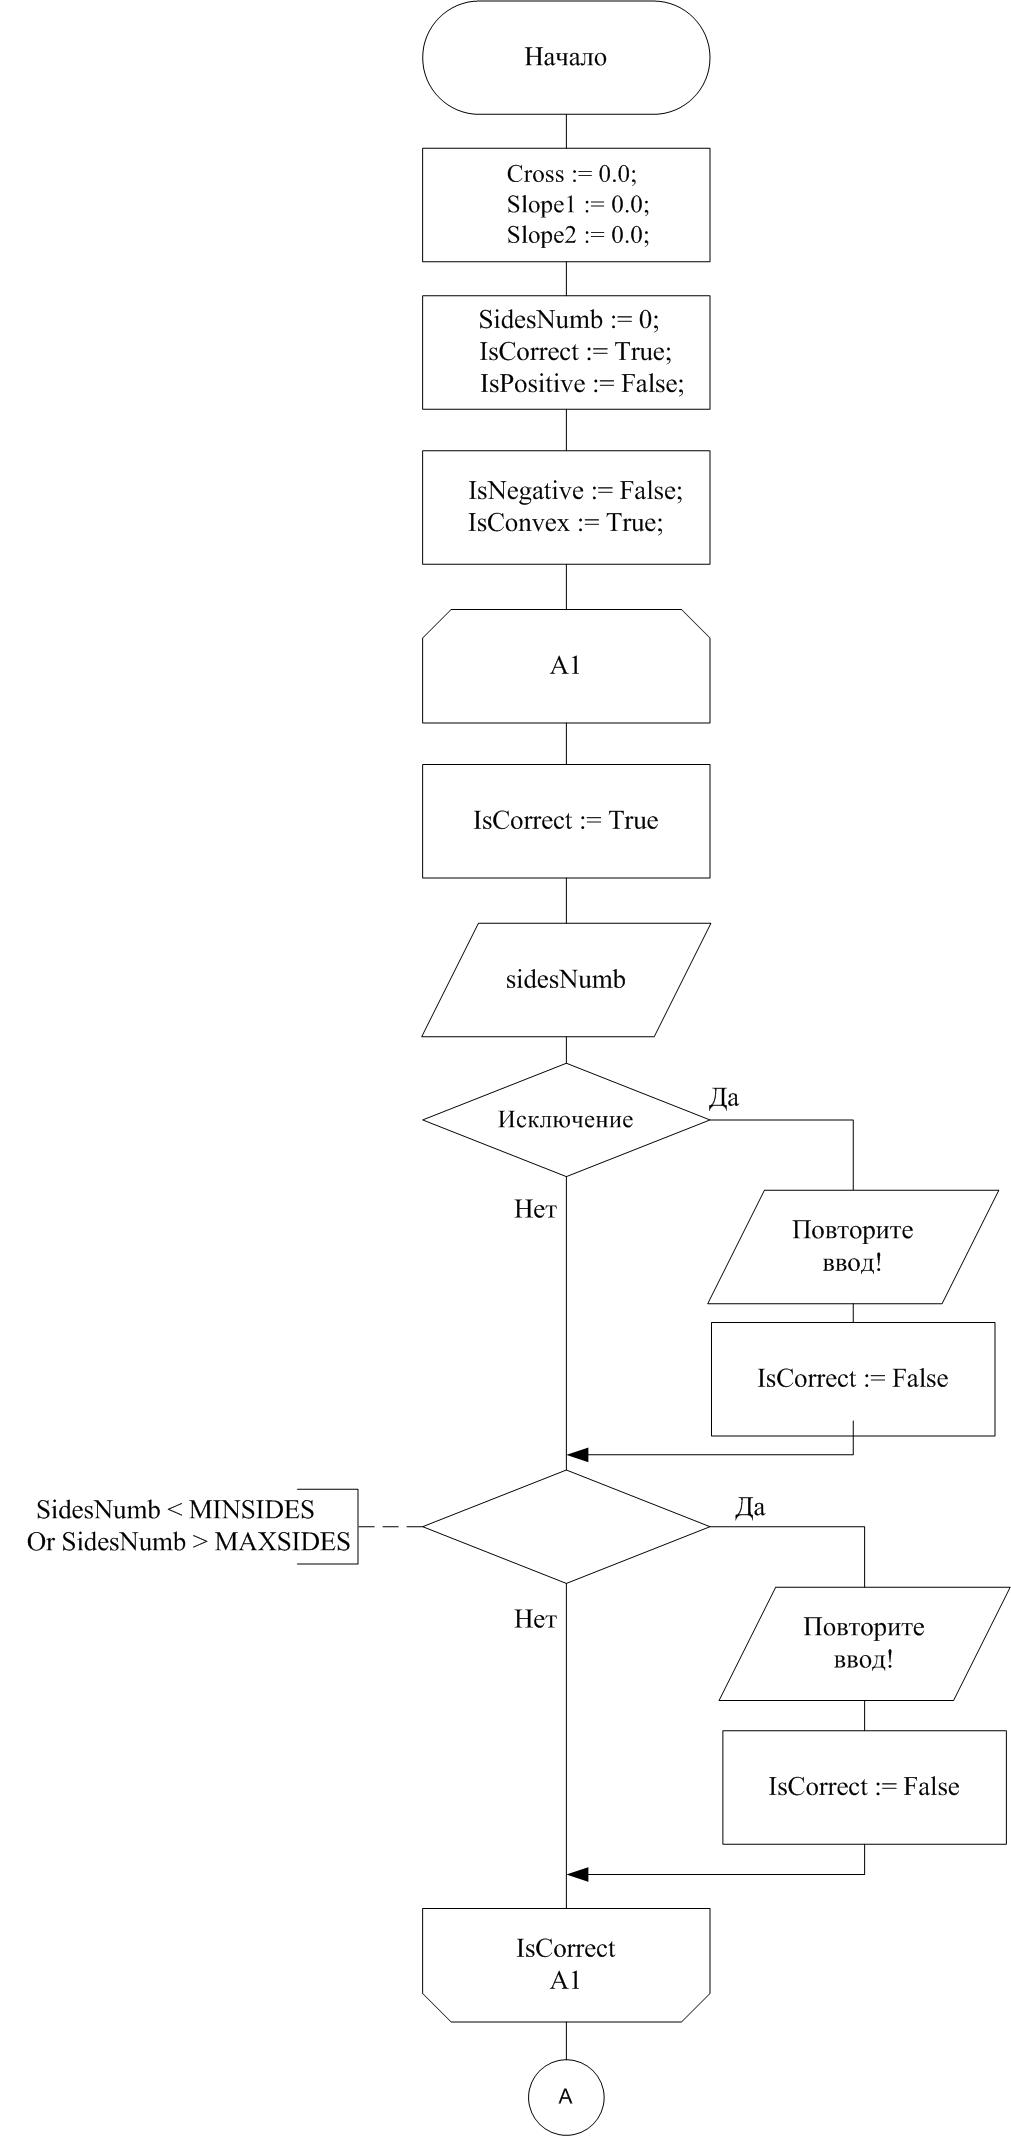 Начало
Cross := 0.0;
Slope1 := 0.0;
Slope2 := 0.0;
SidesNumb := 0;
IsCorrect := True;
IsPositive := False;
IsNegative := False;
IsConvex := True;
A1
IsCorrect := True
sidesNumb
Исключение
Да
Нет
Повторите
ввод!
IsCorrect := False
SidesNumb < MINSIDES
Or SidesNumb > MAXSIDES
Да
Нет
Повторите
ввод!
IsCorrect := False
IsCorrect
A1
A